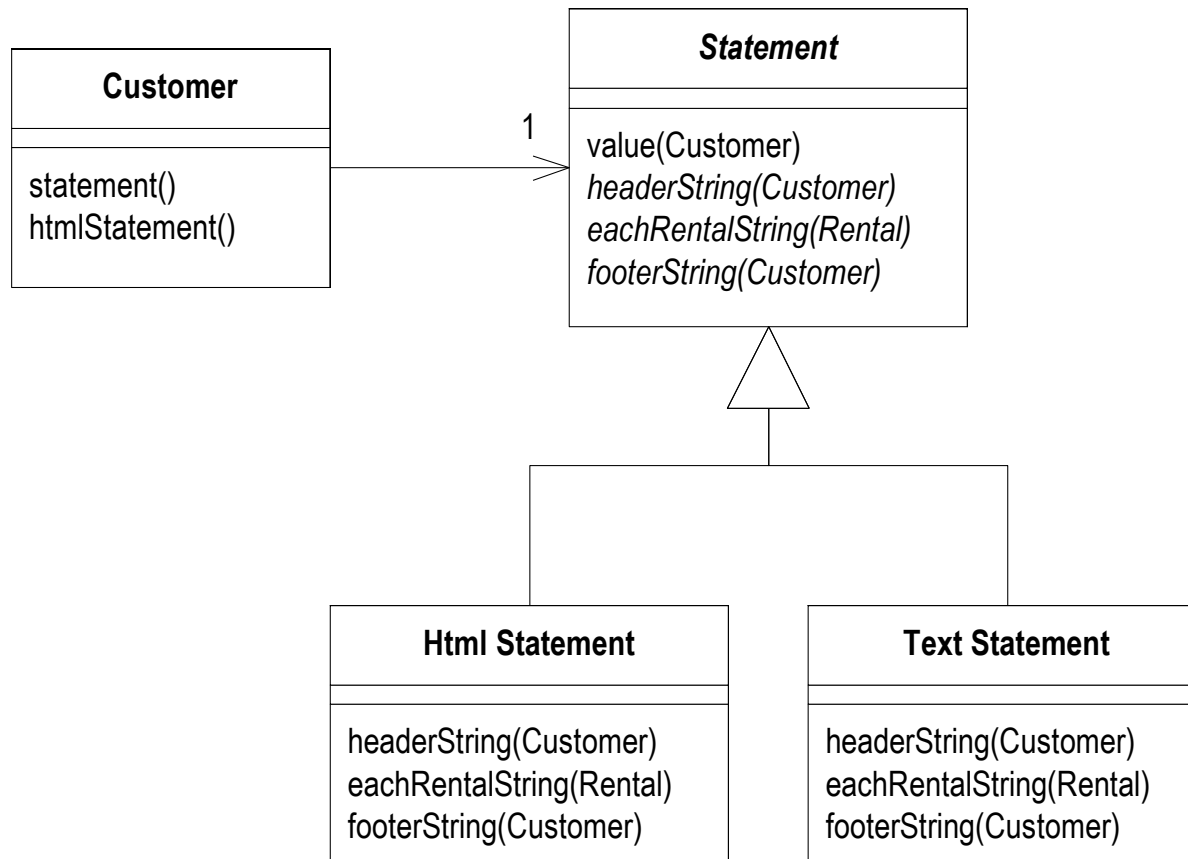 Customer
statement()
htmlStatement()
1
Statement
value(Customer)
headerString(Customer)
eachRentalString(Rental)
footerString(Customer)
Html Statement
headerString(Customer)
eachRentalString(Rental)
footerString(Customer)
Text Statement
headerString(Customer)
eachRentalString(Rental)
footerString(Customer)